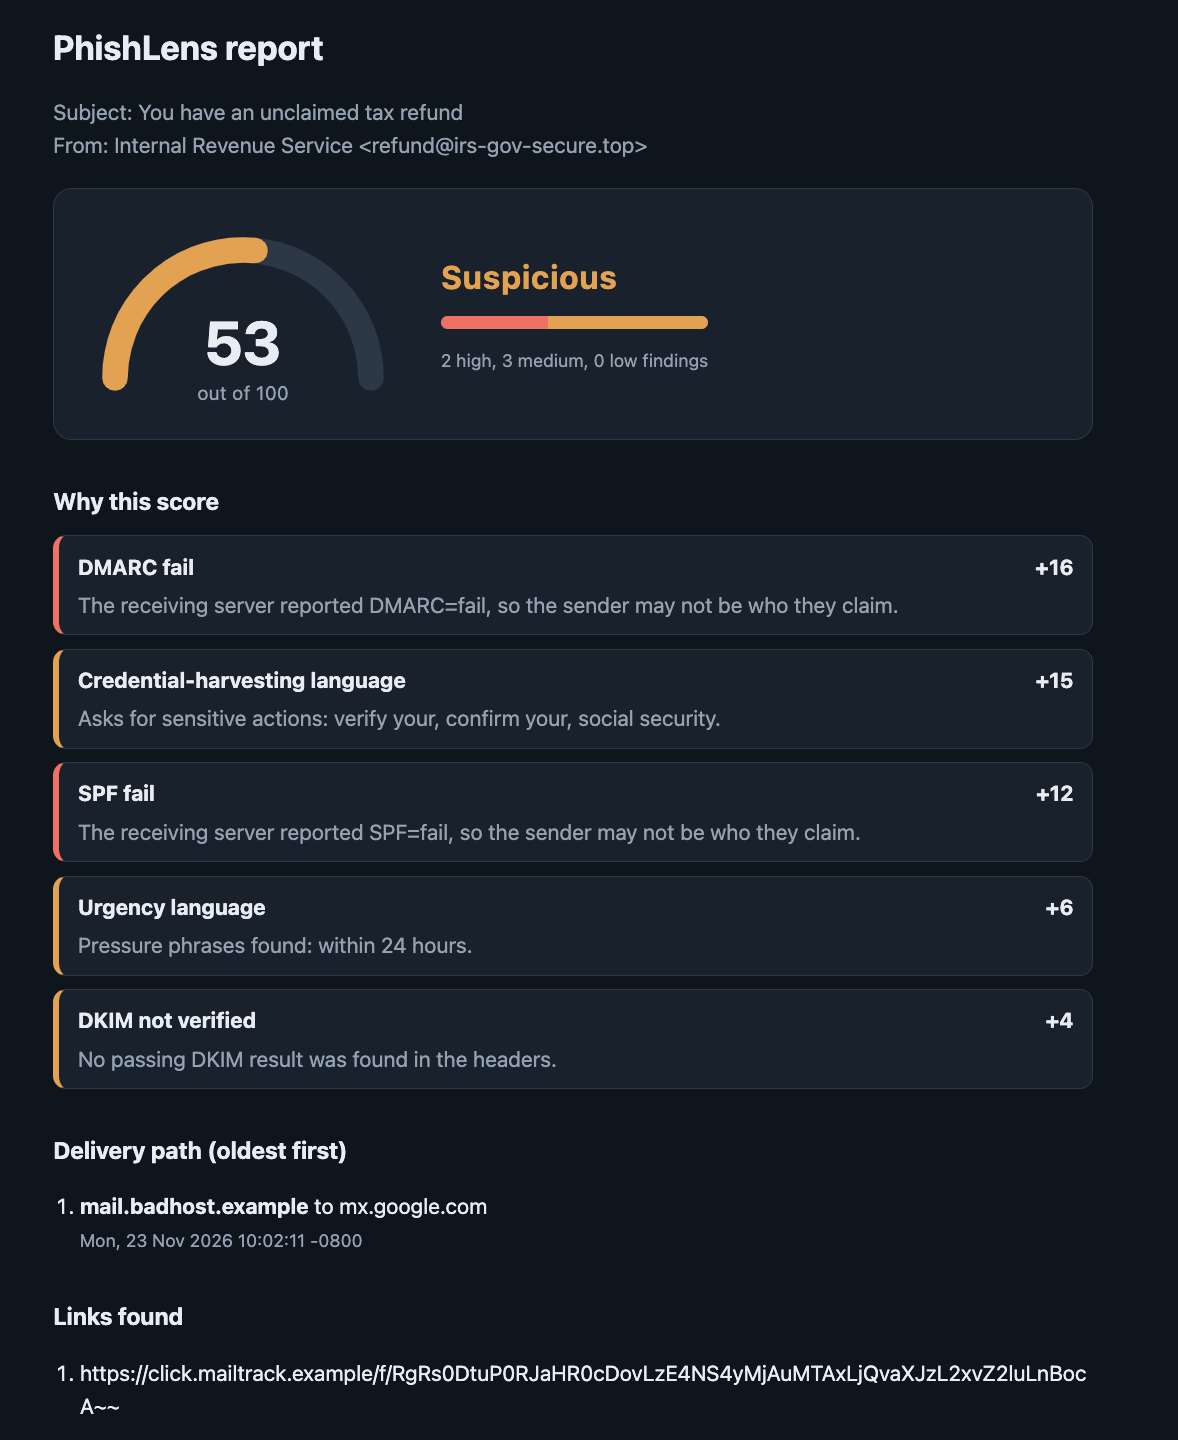 PhishLens report
Subject: You have an unclaimed tax refund
From: Internal Revenue Service <refund@irs-gov-secure.top>
53
out of 100
Suspicious
2 high, 3 medium, 0 low findings
Why this score
DMARC fail +16
The receiving server reported DMARC=fail, so the sender may not be who they claim.
Credential-harvesting language +15
Asks for sensitive actions: verify your, confirm your, social security.
SPF fail +12
The receiving server reported SPF=fail, so the sender may not be who they claim.
Urgency language +6
Pressure phrases found: within 24 hours.
DKIM not verified +4
No passing DKIM result was found in the headers.
Delivery path (oldest first)
1. mail.badhost.example to mx.google.com
Mon, 23 Nov 2026 10:02:11 -0800
Links found
1. https://click.mailtrack.example/f/RgRs0DtuP0RJaHR0cDovLzE4NS4yMjAuMTAxLjQvaXJzL2xvZ2luLnBoc
A~~